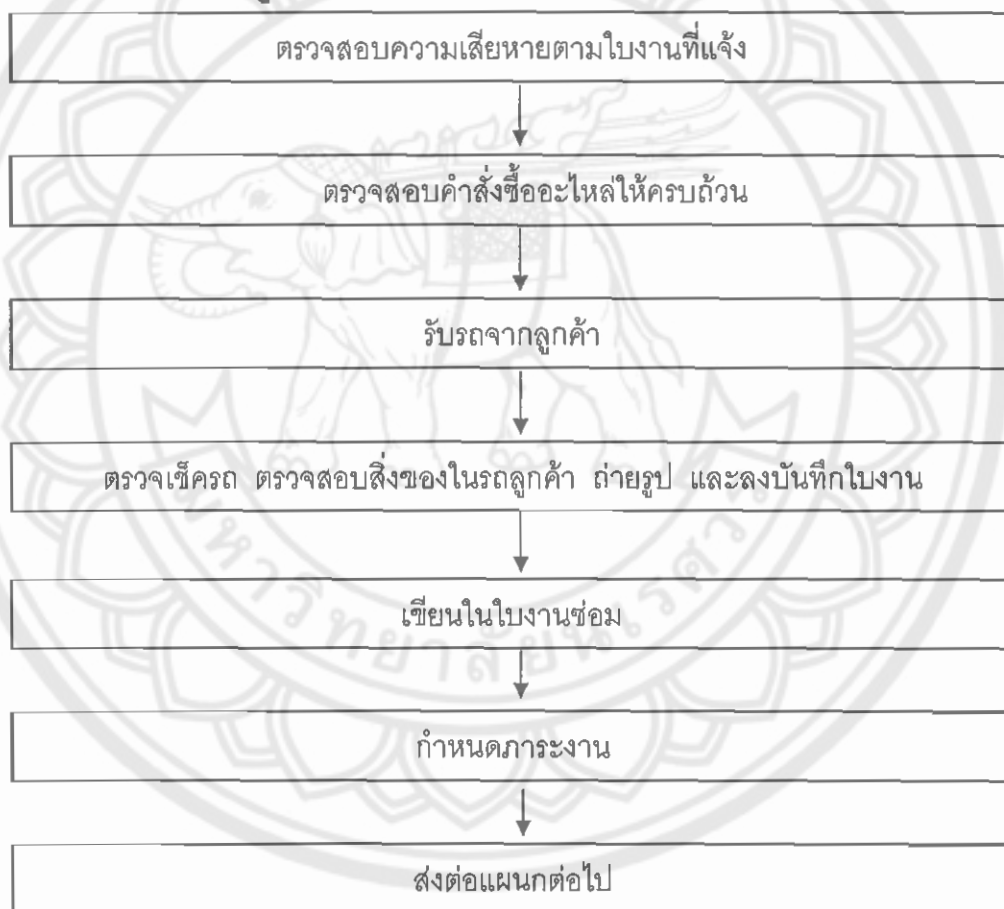 ตรวจสอบความเสียหายตามใบงานที่แจ้ง
ตรวจสอบคำสั่งซื้ออะไหล่ให้ครบถ้วน
รับรถจากลูกค้า
ตรวจเช็ครถ ตรวจสอบสิ่งของในรถลูกค้า ถ่ายรูป และลงบันทึกใบงาน
เขียนในใบงานซ่อม
กำหนดภาระงาน
ส่งต่อแผนกต่อไป